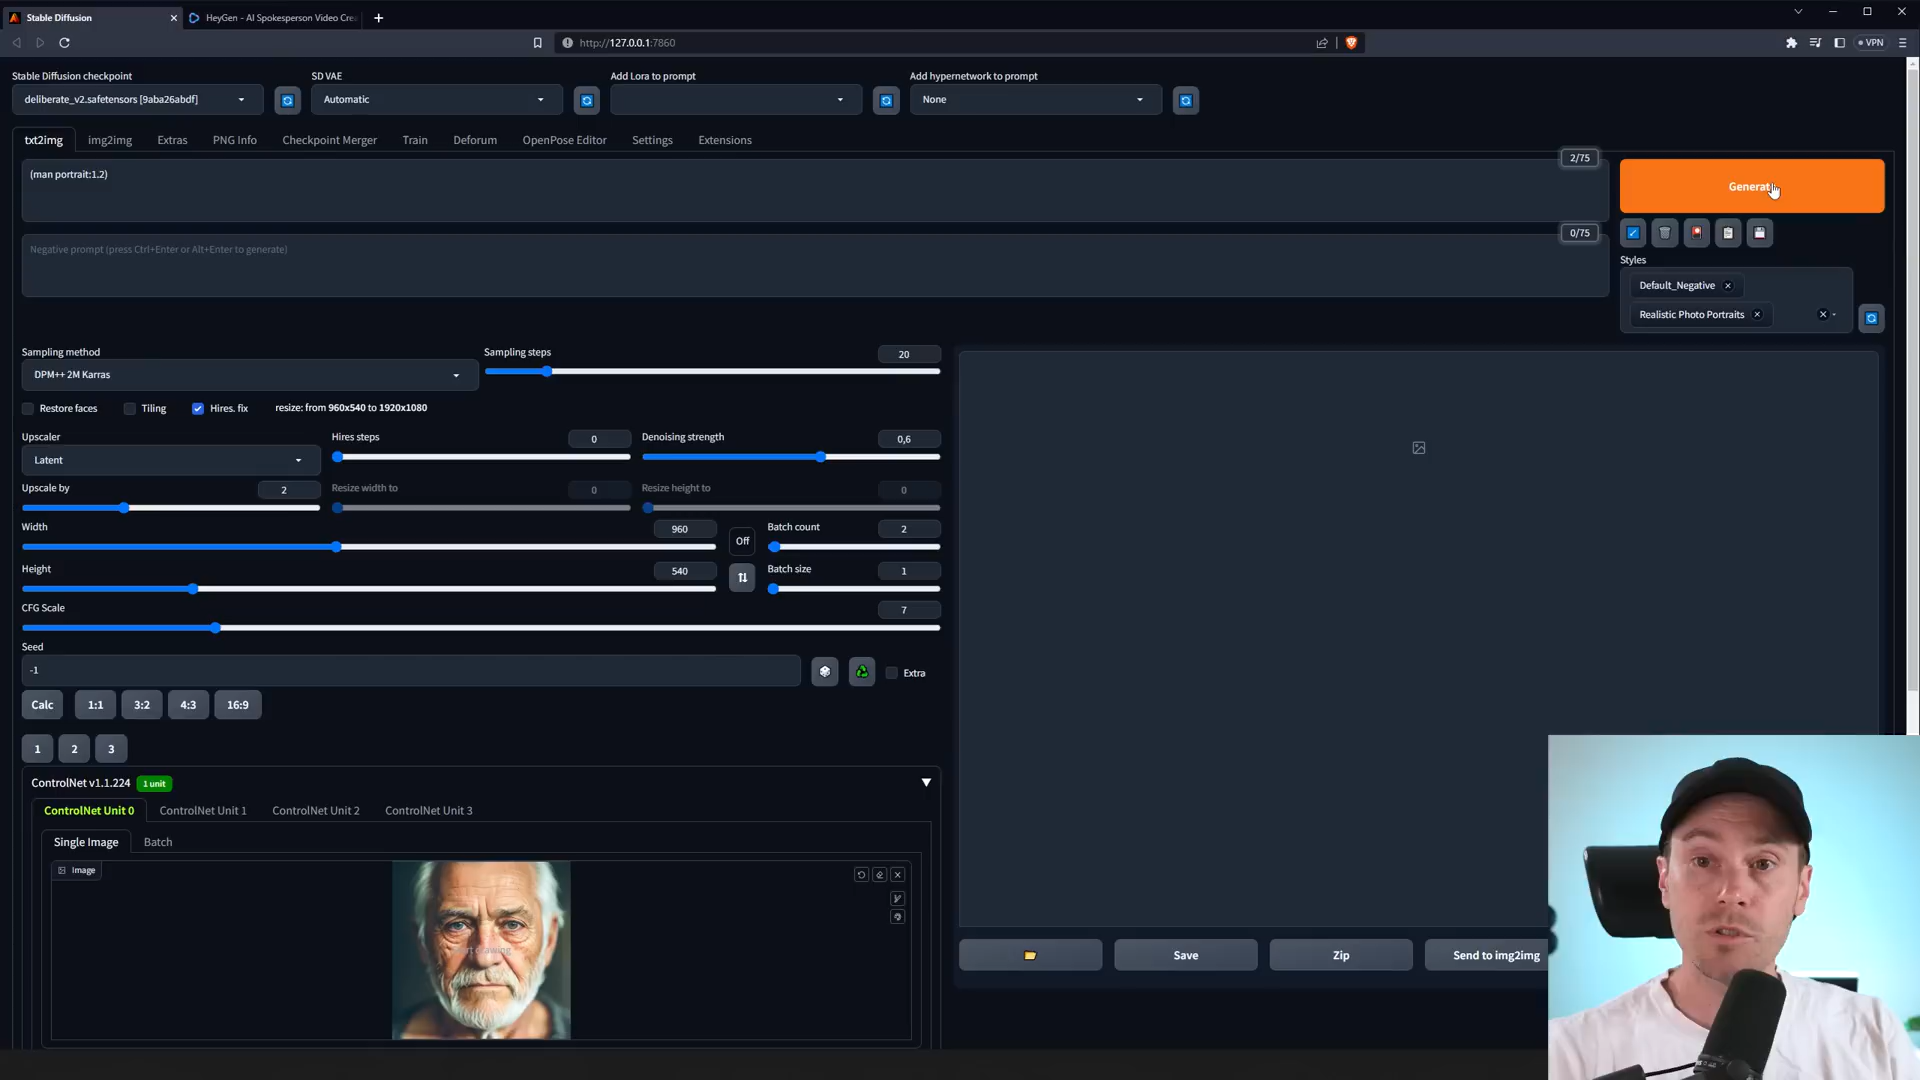 Stable Diffusion
HeyGen - AI Spokesperson Video Cre
http://127.0.0.1:7860
VPN
Stable Diffusion checkpoint
SD VAE
Add Lora to prompt
Add hypernetwork to prompt
deliberate_v2.safetensors [9aba26abdf]
Automatic
None
txt2img
img2img
Extras
PNG Info
Checkpoint Merger
Train
Deforum
OpenPose Editor
Settings
Extensions
(man portrait:1.2)
2/75
Generat
Negative prompt (press Ctrl+Enter or Alt+Enter to generate)
0/75
Styles
Default_Negative
Realistic Photo Portraits
Sampling method
DPM++ 2M Karras
Sampling steps
20
Restore faces
Tiling
Hires. fix
resize: from 960x540 to 1920x1080
Upscaler
Latent
Hires steps
0
Denoising strength
0,6
Upscale by
2
Resize width to
0
Resize height to
0
Width
960
Off
Batch count
2
Height
540
Batch size
1
CFG Scale
7
Seed
-1
Extra
Calc
1:1
3:2
4:3
16:9
1
2
3
ControlNet v1.1.224
1 unit
ControlNet Unit 0
ControlNet Unit 1
ControlNet Unit 2
ControlNet Unit 3
Single Image
Batch
Image
drawing
Save
Zip
Send to img2img